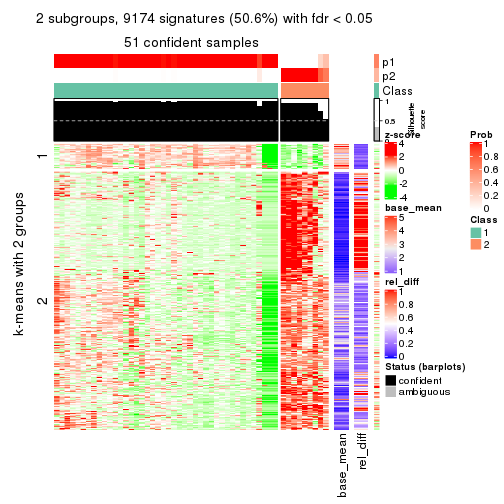 2 subgroups, 9174 signatures (50.6%) with fdr < 0.05
51 confident samples
p1
p2
Class
1
0.5
0
Silhouette
score
k-means with 2 groups
1
2
base_mean
rel_diff
z-score
4
2
0
-2
-4
base_mean
5
4
3
2
1
rel_diff
1
0.8
0.6
0.4
0.2
0
Status (barplots)
confident
ambiguous
Prob
1
0.8
0.6
0.4
0.2
0
Class
1
2